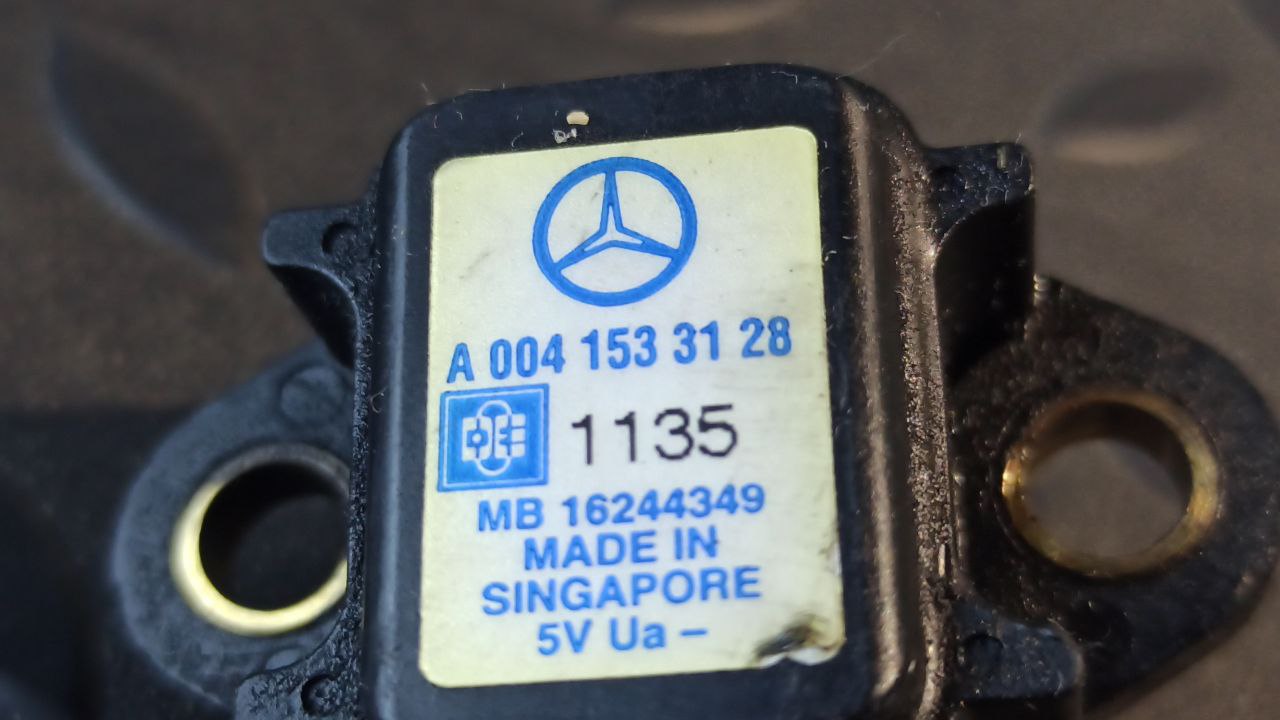 A 004 153 31 28
1135
MB 16244349
MADE IN
SINGAPORE
5V Ua –